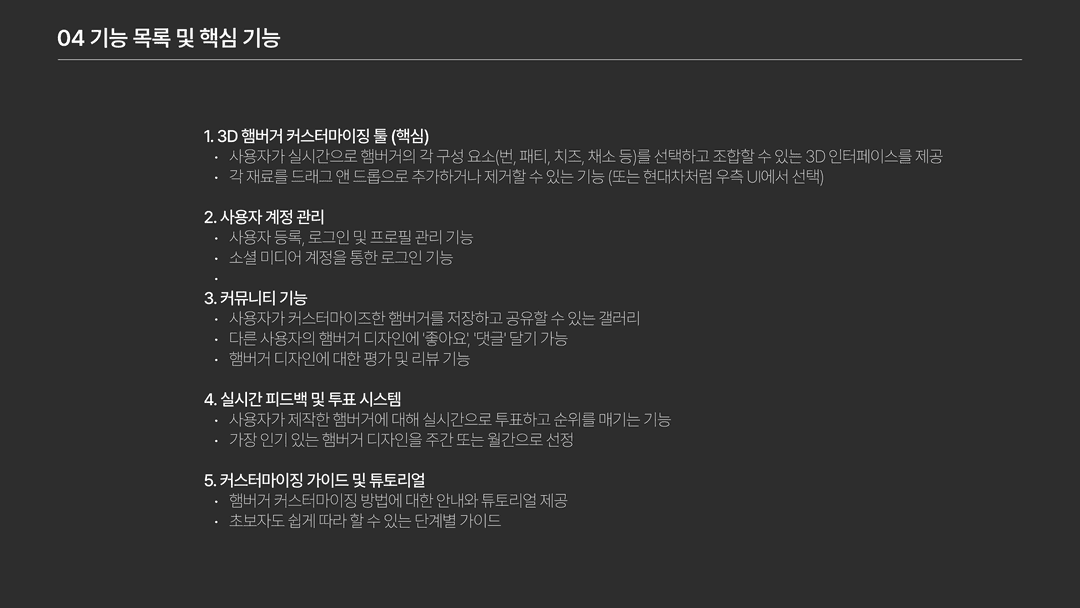 04 기능 목록 및 핵심 기능
1. 3D 햄버거 커스터마이징 툴 (핵심)
• 사용자가 실시간으로 햄버거의 각 구성 요소(번, 패티, 치즈, 채소 등)를 선택하고 조합할 수 있는 3D 인터페이스를 제공
• 각 재료를 드래그 앤 드롭으로 추가하거나 제거할 수 있는 기능 (또는 현대차처럼 우측 UI에서 선택)
2. 사용자 계정 관리
• 사용자 등록, 로그인 및 프로필 관리 기능
• 소셜 미디어 계정을 통한 로그인 기능
•
3. 커뮤니티 기능
• 사용자가 커스터마이즈한 햄버거를 저장하고 공유할 수 있는 갤러리
• 다른 사용자의 햄버거 디자인에 '좋아요', '댓글' 달기 가능
• 햄버거 디자인에 대한 평가 및 리뷰 기능
4. 실시간 피드백 및 투표 시스템
• 사용자가 제작한 햄버거에 대해 실시간으로 투표하고 순위를 매기는 기능
• 가장 인기 있는 햄버거 디자인을 주간 또는 월간으로 선정
5. 커스터마이징 가이드 및 튜토리얼
• 햄버거 커스터마이징 방법에 대한 안내와 튜토리얼 제공
• 초보자도 쉽게 따라 할 수 있는 단계별 가이드